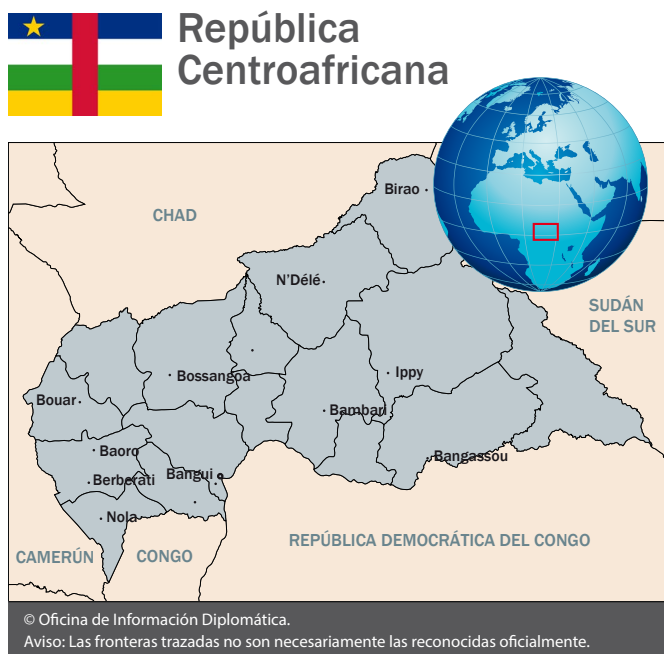 República
Centroafricana
Birao
CHAD
N'Délé
SUDÁN
DEL SUR
Ippy
Bossangoa
Bouar
Bambari
Baoro
Bangassou
Bangui
Berberati
Nola
REPÚBLICA DEMOCRÁTICA DEL CONGO
CAMERÚN
CONGO
© Oficina de Información Diplomática.
Aviso: Las fronteras trazadas no son necesariamente las reconocidas oficialmente.